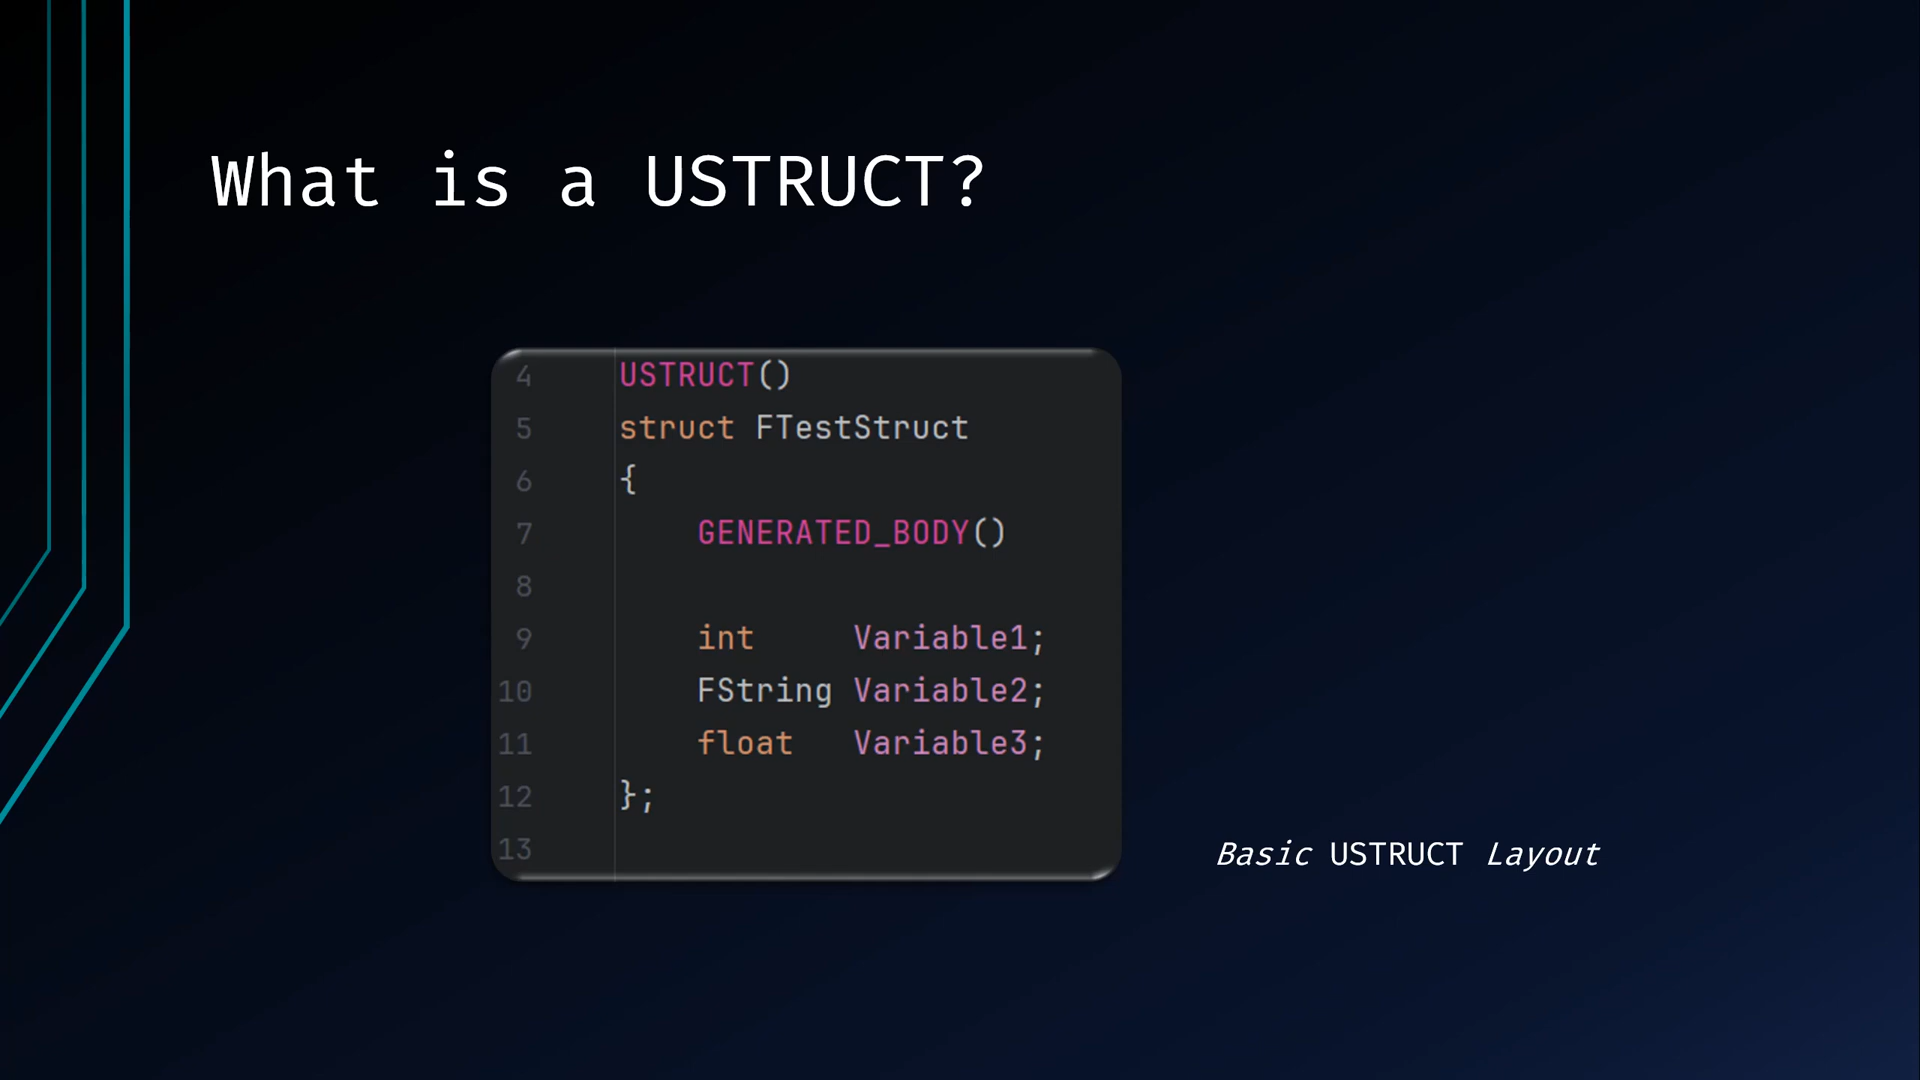 What is a USTRUCT?
4 USTRUCT()
5 struct FTestStruct
6 {
7 GENERATED_BODY()
8
9 int Variable1;
10 FString Variable2;
11 float Variable3;
12 };
13
Basic USTRUCT Layout